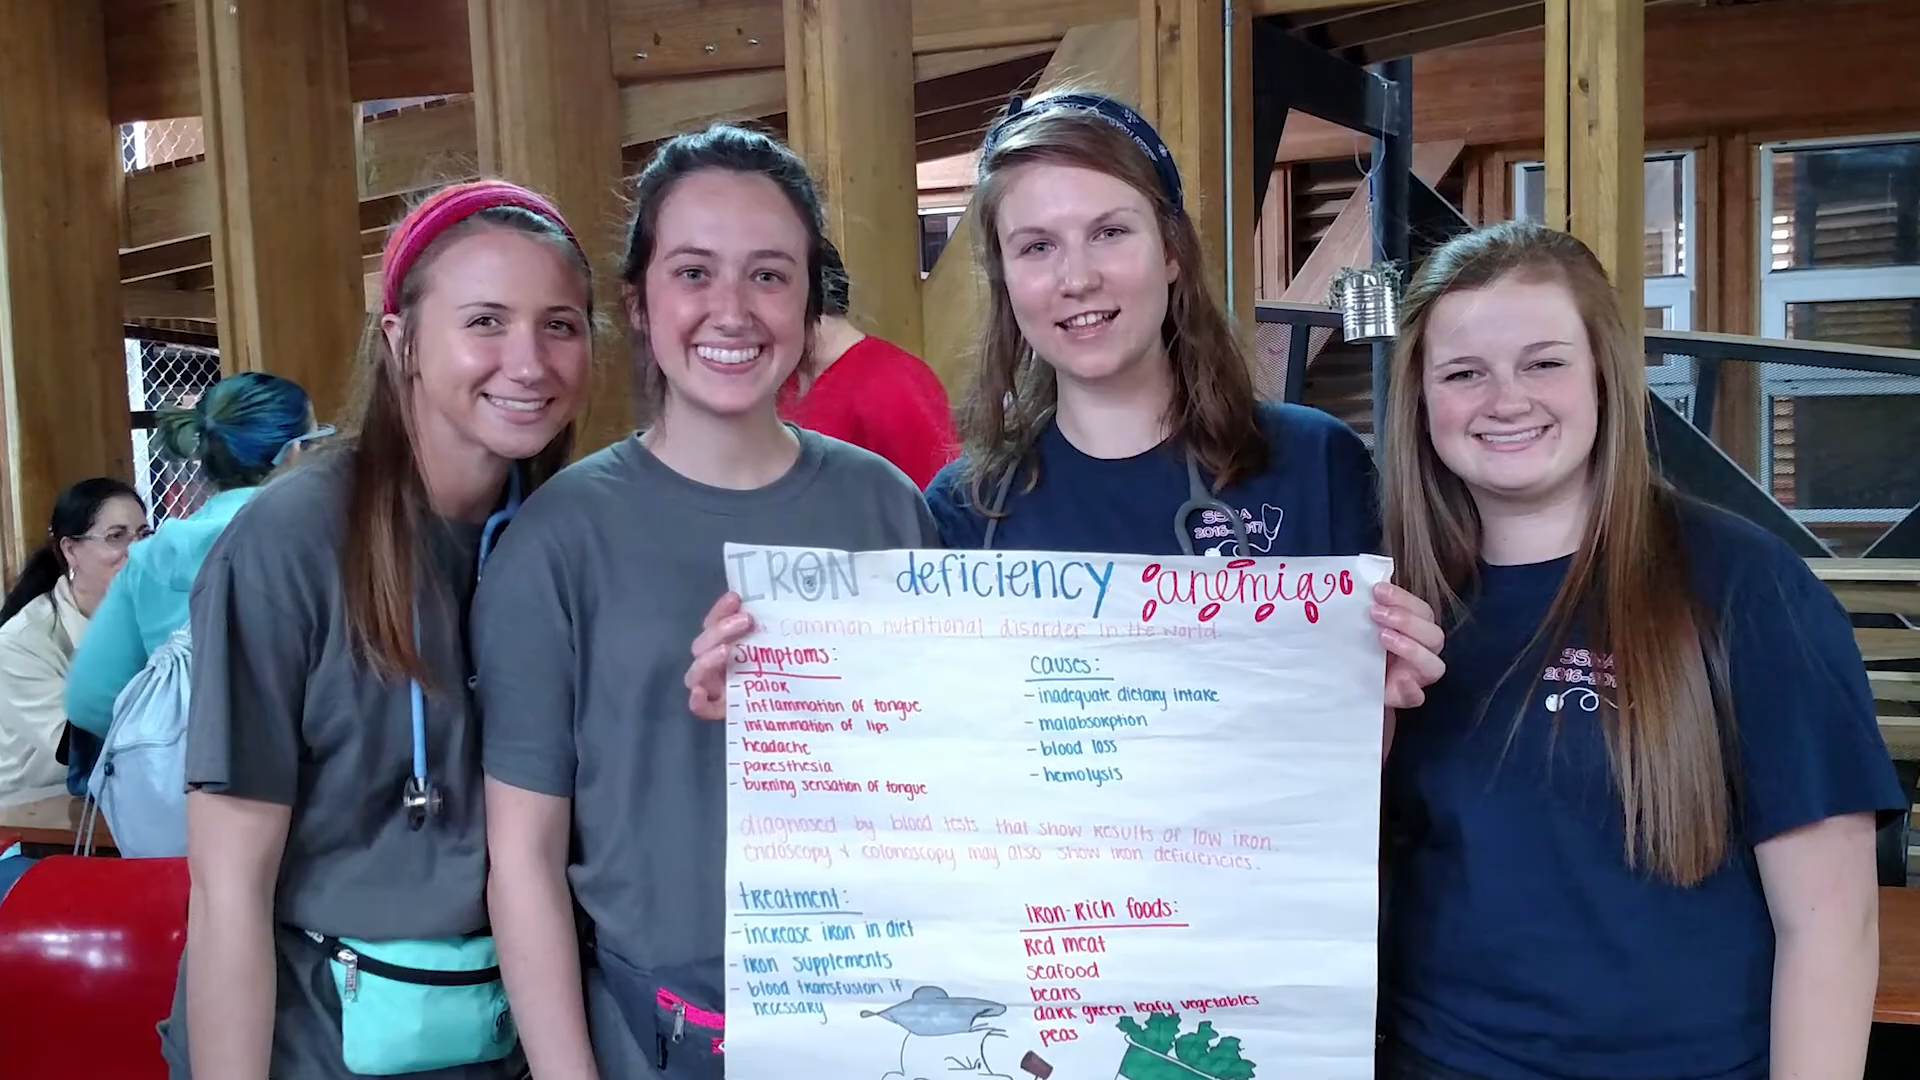 IRON deficiency anemia
common nutritional disorder in the world.
symptoms:
- palor
- inflammation of tongue
- inflammation of lips
- headache
- paresthesia
- burning sensation of tongue
causes:
- inadequate dietary intake
- malabsorption
- blood loss
- hemolysis
diagnosed by blood tests that show results of low iron.
endoscopy & colonoscopy may also show iron deficiencies.
treatment:
- increase iron in diet
- iron supplements
- blood transfusion if
necessary
iron-rich foods:
Red meat
seafood
beans
dark green leafy vegetables
peas
2016-2017
2016-201